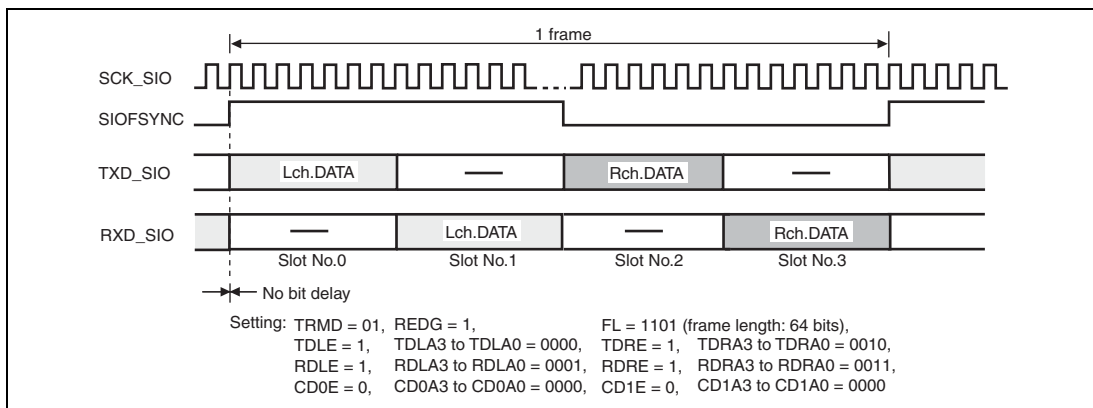 1 frame
SCK_SIO
SIOFSYNC
TXD_SIO Lch.DATA — Rch.DATA —
RXD_SIO — Lch.DATA — Rch.DATA
Slot No.0 Slot No.1 Slot No.2 Slot No.3
No bit delay
Setting: TRMD = 01, REDG = 1, FL = 1101 (frame length: 64 bits),
TDLE = 1, TDLA3 to TDLA0 = 0000, TDRE = 1, TDRA3 to TDRA0 = 0010,
RDLE = 1, RDLA3 to RDLA0 = 0001, RDRE = 1, RDRA3 to RDRA0 = 0011,
CD0E = 0, CD0A3 to CD0A0 = 0000, CD1E = 0, CD1A3 to CD1A0 = 0000